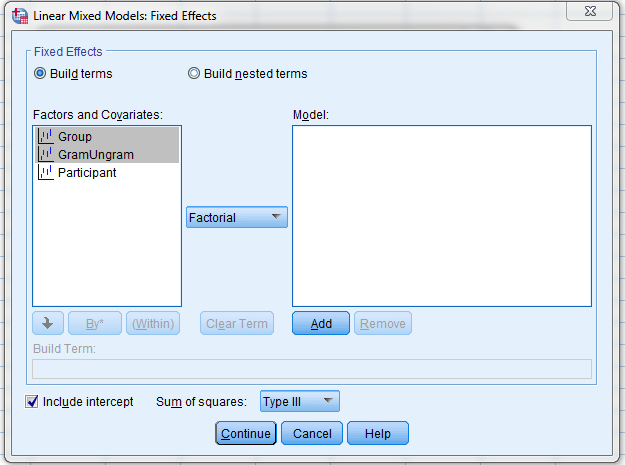 Linear Mixed Models: Fixed Effects
Fixed Effects
Build terms
Build nested terms
Factors and Covariates:
Model:
Group
GramUngram
Participant
Factorial
By*
(Within)
Clear Term
Add
Remove
Build Term:
Include intercept
Sum of squares:
Type III
Continue
Cancel
Help